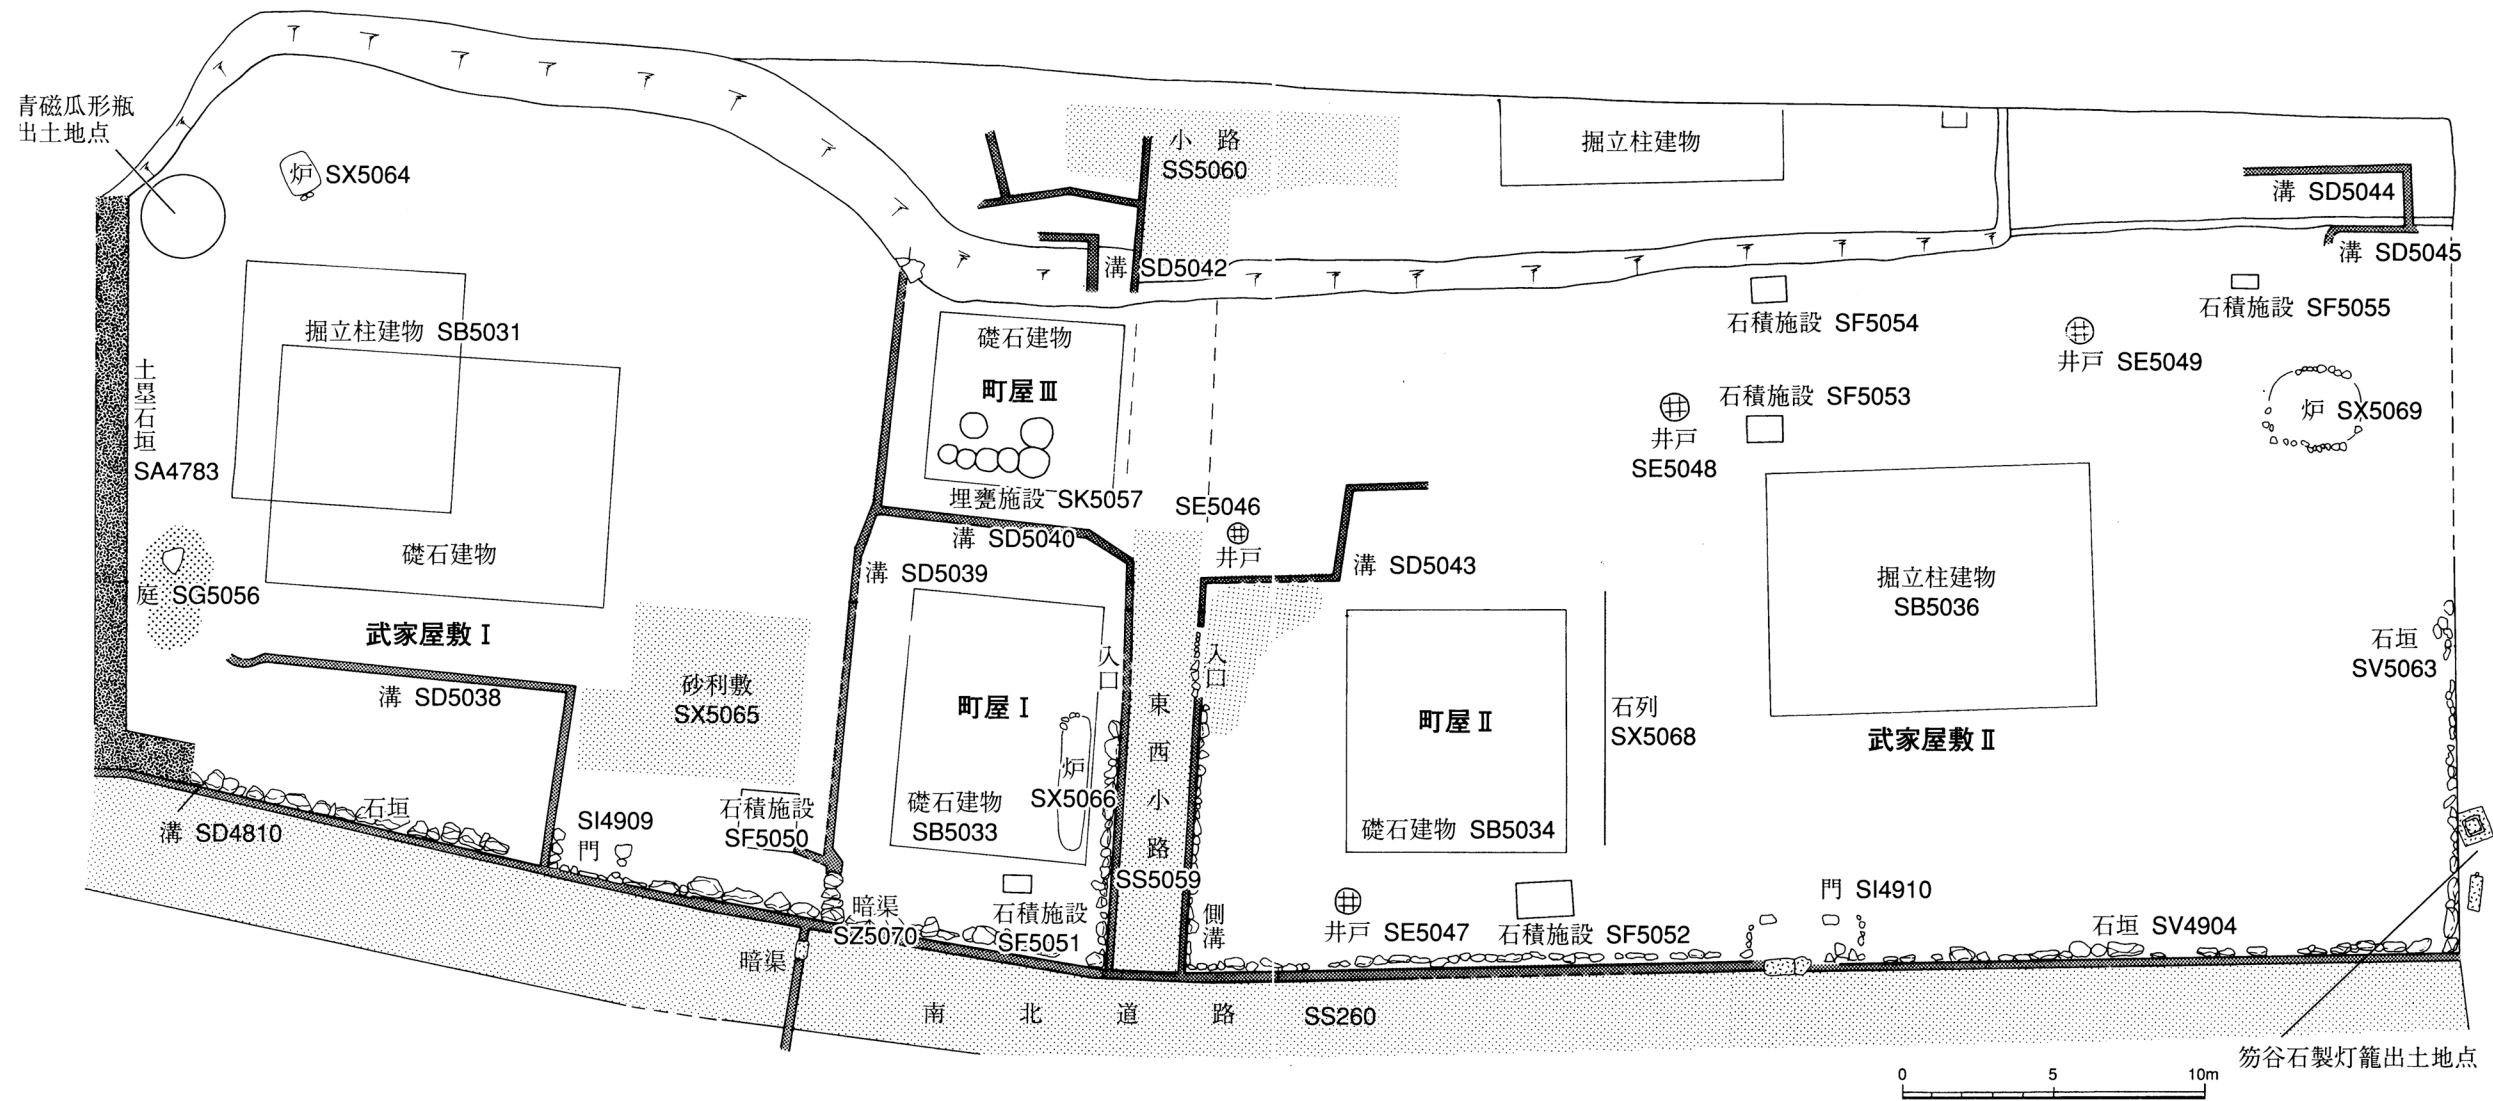 青磁瓜形瓶
出土地点
炉 SX5064
小路
SS5060
掘立柱建物
溝 SD5044
溝 SD5045
溝 SD5042
石積施設 SF5055
石積施設 SF5054
井戸 SE5049
掘立柱建物 SB5031
礎石建物
町屋Ⅲ
埋甕施設 SK5057
土塁石垣
SA4783
石積施設 SF5053
井戸
SE5048
炉 SX5069
SE5046
井戸
溝 SD5040
溝 SD5039
溝 SD5043
礎石建物
庭 SG5056
武家屋敷Ⅰ
掘立柱建物
SB5036
武家屋敷Ⅱ
石垣
SV5063
溝 SD5038
砂利敷
SX5065
入口
入口
町屋Ⅰ
炉
SX5066
礎石建物
SB5033
東西小路
SS5059
町屋Ⅱ
石列
SX5068
礎石建物 SB5034
石垣
溝 SD4810
SI4909
門
石積施設
SF5050
暗渠
SZ5070
暗渠
石積施設
SF5051
側溝
井戸 SE5047
石積施設 SF5052
門 SI4910
石垣 SV4904
南北道路 SS260
笏谷石製灯籠出土地点
0 5 10m